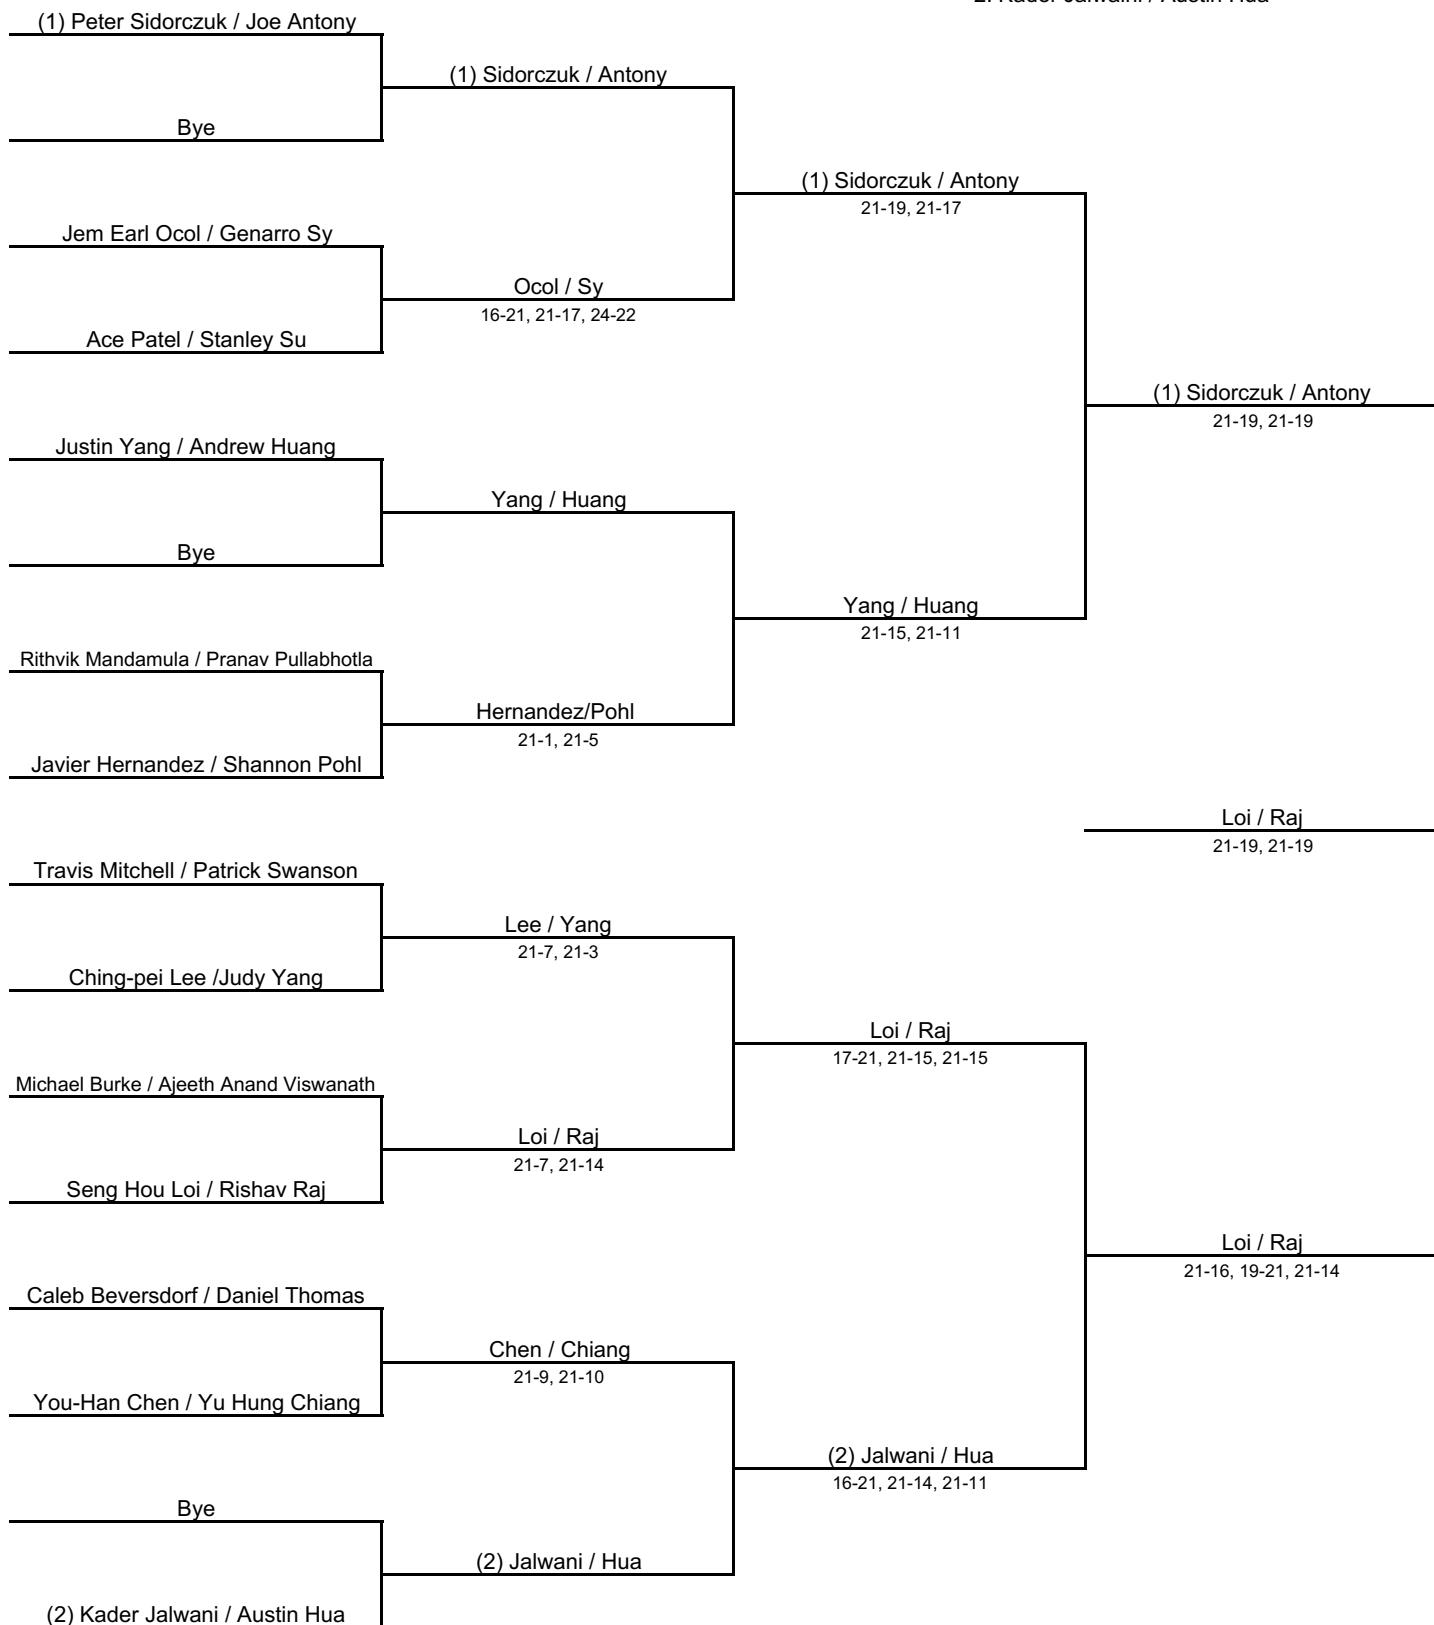 2. Kader Jalwaini / Austin Hua
(1) Peter Sidorczuk / Joe Antony
Bye
Jem Earl Ocol / Genarro Sy
Ace Patel / Stanley Su
Justin Yang / Andrew Huang
Bye
Rithvik Mandamula / Pranav Pullabhotla
Javier Hernandez / Shannon Pohl
Travis Mitchell / Patrick Swanson
Ching-pei Lee /Judy Yang
Michael Burke / Ajeeth Anand Viswanath
Seng Hou Loi / Rishav Raj
Caleb Beversdorf / Daniel Thomas
You-Han Chen / Yu Hung Chiang
Bye
(2) Kader Jalwani / Austin Hua
(1) Sidorczuk / Antony
Ocol / Sy
16-21, 21-17, 24-22
Yang / Huang
Hernandez/Pohl
21-1, 21-5
Lee / Yang
21-7, 21-3
Loi / Raj
21-7, 21-14
Chen / Chiang
21-9, 21-10
(2) Jalwani / Hua
(1) Sidorczuk / Antony
21-19, 21-17
Yang / Huang
21-15, 21-11
Loi / Raj
17-21, 21-15, 21-15
(2) Jalwani / Hua
16-21, 21-14, 21-11
(1) Sidorczuk / Antony
21-19, 21-19
Loi / Raj
21-19, 21-19
Loi / Raj
21-16, 19-21, 21-14